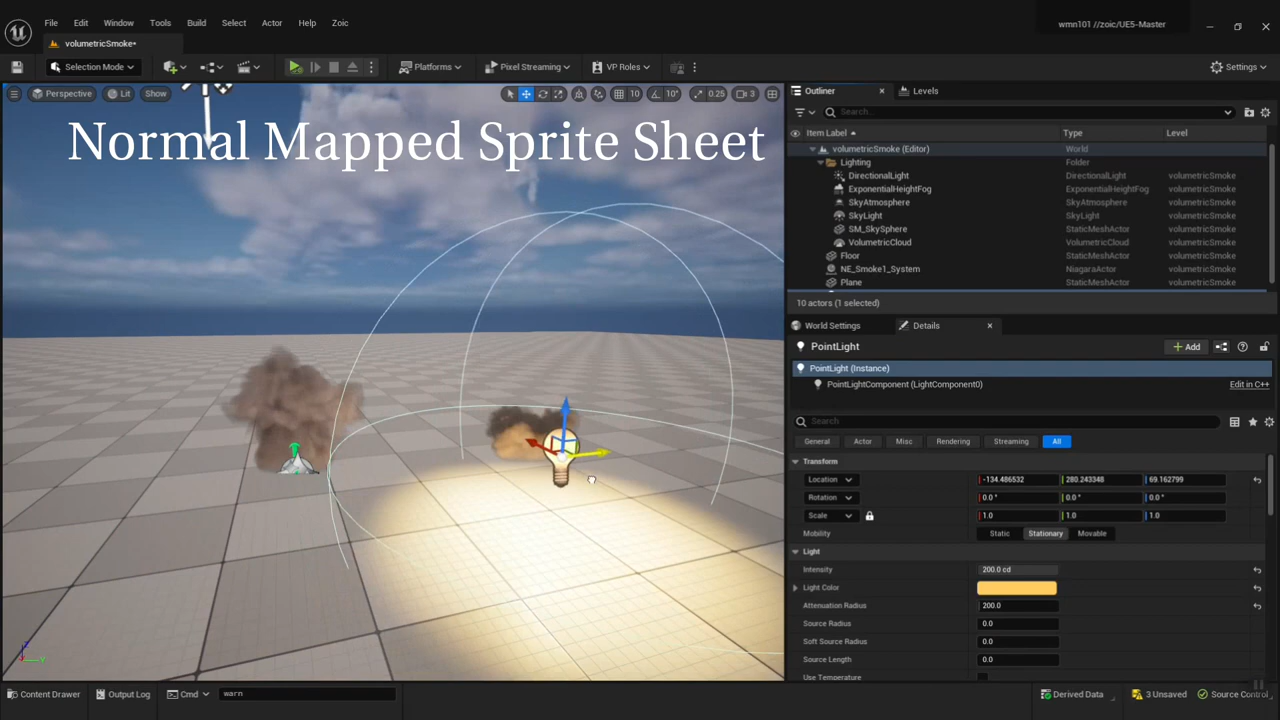 File Edit Window Tools Build Select Actor Help Zoic
wmn101 //zoic/UE5-Master
volumetricSmoke•
Selection Mode
Platforms
Pixel Streaming
VP Roles
Settings
Perspective Lit Show
10 10° 0.25 3
Normal Mapped Sprite Sheet
Outliner Levels
Search...
Item Label Type Level
volumetricSmoke (Editor) World
Lighting Folder
DirectionalLight DirectionalLight volumetricSmoke
ExponentialHeightFog ExponentialHeightFog volumetricSmoke
SkyAtmosphere SkyAtmosphere volumetricSmoke
SkyLight SkyLight volumetricSmoke
SM_SkySphere StaticMeshActor volumetricSmoke
VolumetricCloud VolumetricCloud volumetricSmoke
Floor StaticMeshActor volumetricSmoke
NE_Smoke1_System NiagaraActor volumetricSmoke
Plane StaticMeshActor volumetricSmoke
10 actors (1 selected)
World Settings Details
PointLight
+ Add
PointLight (Instance)
PointLightComponent (LightComponent0) Edit in C++
Search
General Actor Misc Rendering Streaming All
Transform
Location -134.486532 280.243348 69.162799
Rotation 0.0 ° 0.0 ° 0.0 °
Scale 1.0 1.0 1.0
Mobility Static Stationary Movable
Light
Intensity 200.0 cd
Light Color
Attenuation Radius 200.0
Source Radius 0.0
Soft Source Radius 0.0
Source Length 0.0
Use Temperature
Content Drawer Output Log Cmd warn
Derived Data 3 Unsaved Source Control